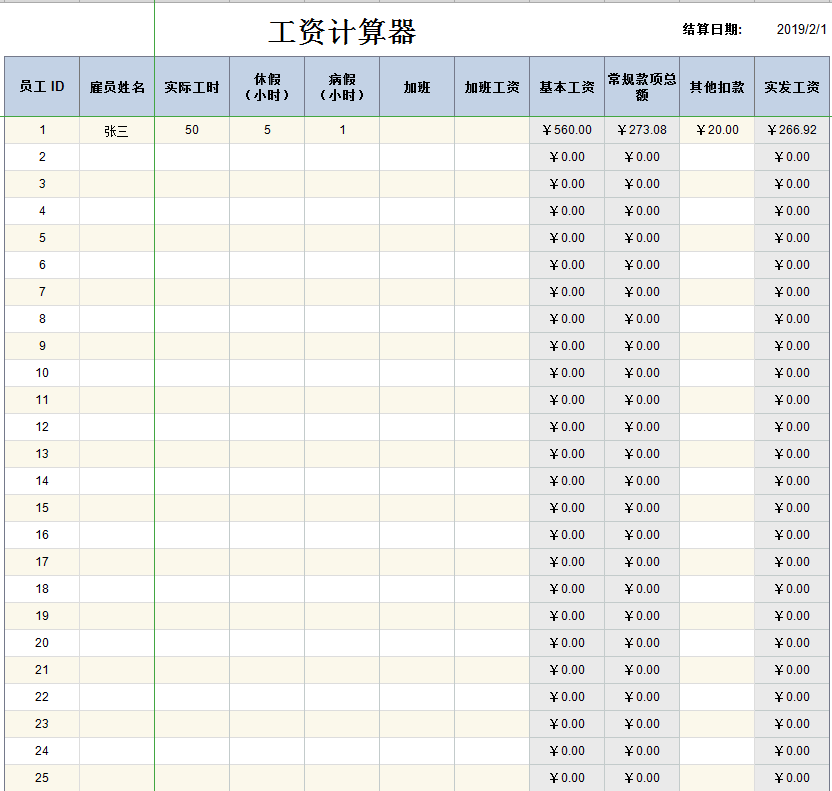 工资计算器
结算日期: 2019/2/1
员工 ID 雇员姓名 实际工时 休假（小时） 病假（小时） 加班 加班工资 基本工资 常规款项总额 其他扣款 实发工资
1 张三 50 5 1 ￥560.00 ￥273.08 ￥20.00 ￥266.92
2 ￥0.00 ￥0.00 ￥0.00
3 ￥0.00 ￥0.00 ￥0.00
4 ￥0.00 ￥0.00 ￥0.00
5 ￥0.00 ￥0.00 ￥0.00
6 ￥0.00 ￥0.00 ￥0.00
7 ￥0.00 ￥0.00 ￥0.00
8 ￥0.00 ￥0.00 ￥0.00
9 ￥0.00 ￥0.00 ￥0.00
10 ￥0.00 ￥0.00 ￥0.00
11 ￥0.00 ￥0.00 ￥0.00
12 ￥0.00 ￥0.00 ￥0.00
13 ￥0.00 ￥0.00 ￥0.00
14 ￥0.00 ￥0.00 ￥0.00
15 ￥0.00 ￥0.00 ￥0.00
16 ￥0.00 ￥0.00 ￥0.00
17 ￥0.00 ￥0.00 ￥0.00
18 ￥0.00 ￥0.00 ￥0.00
19 ￥0.00 ￥0.00 ￥0.00
20 ￥0.00 ￥0.00 ￥0.00
21 ￥0.00 ￥0.00 ￥0.00
22 ￥0.00 ￥0.00 ￥0.00
23 ￥0.00 ￥0.00 ￥0.00
24 ￥0.00 ￥0.00 ￥0.00
25 ￥0.00 ￥0.00 ￥0.00